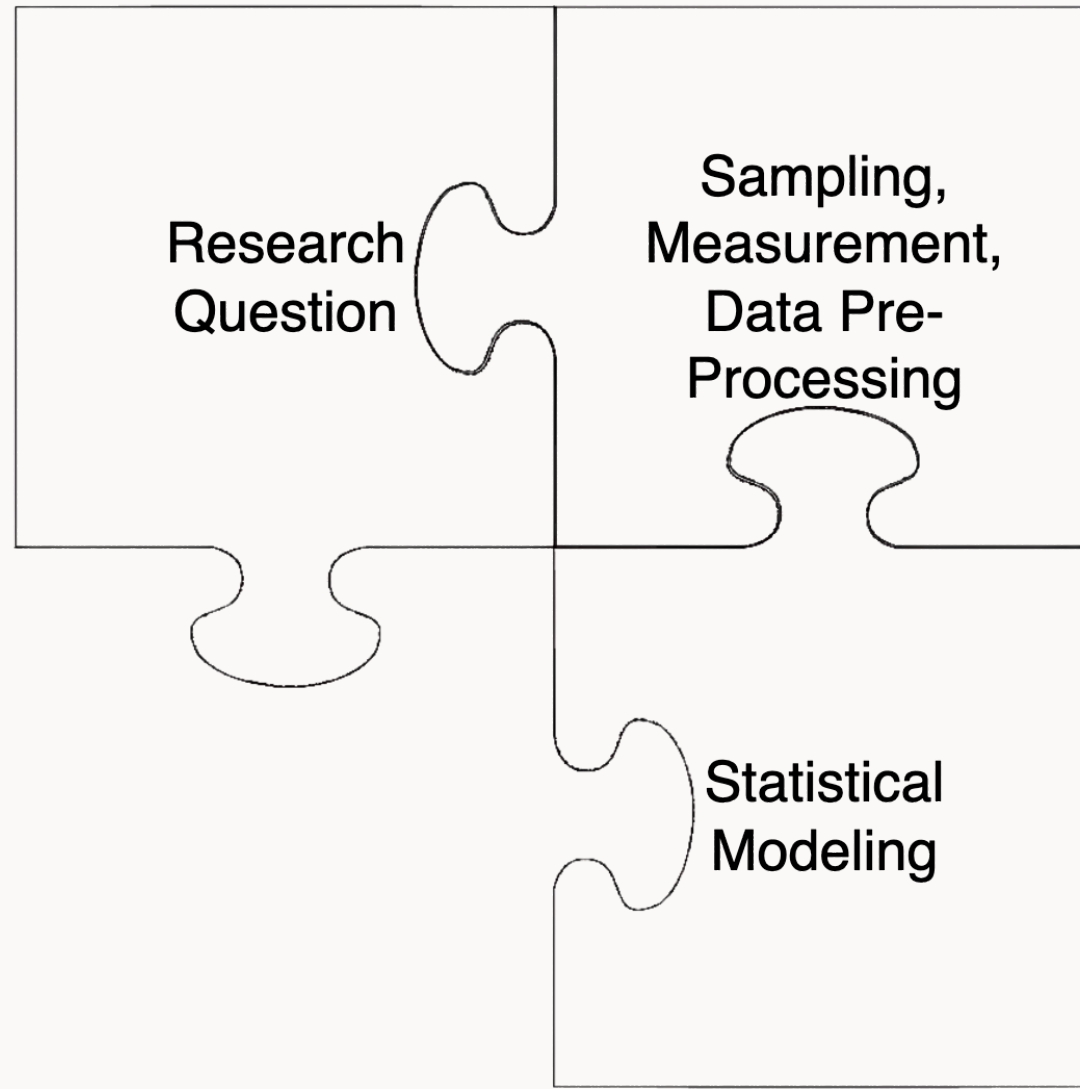 Research
Question
Sampling,
Measurement,
Data Pre-
Processing
Statistical
Modeling